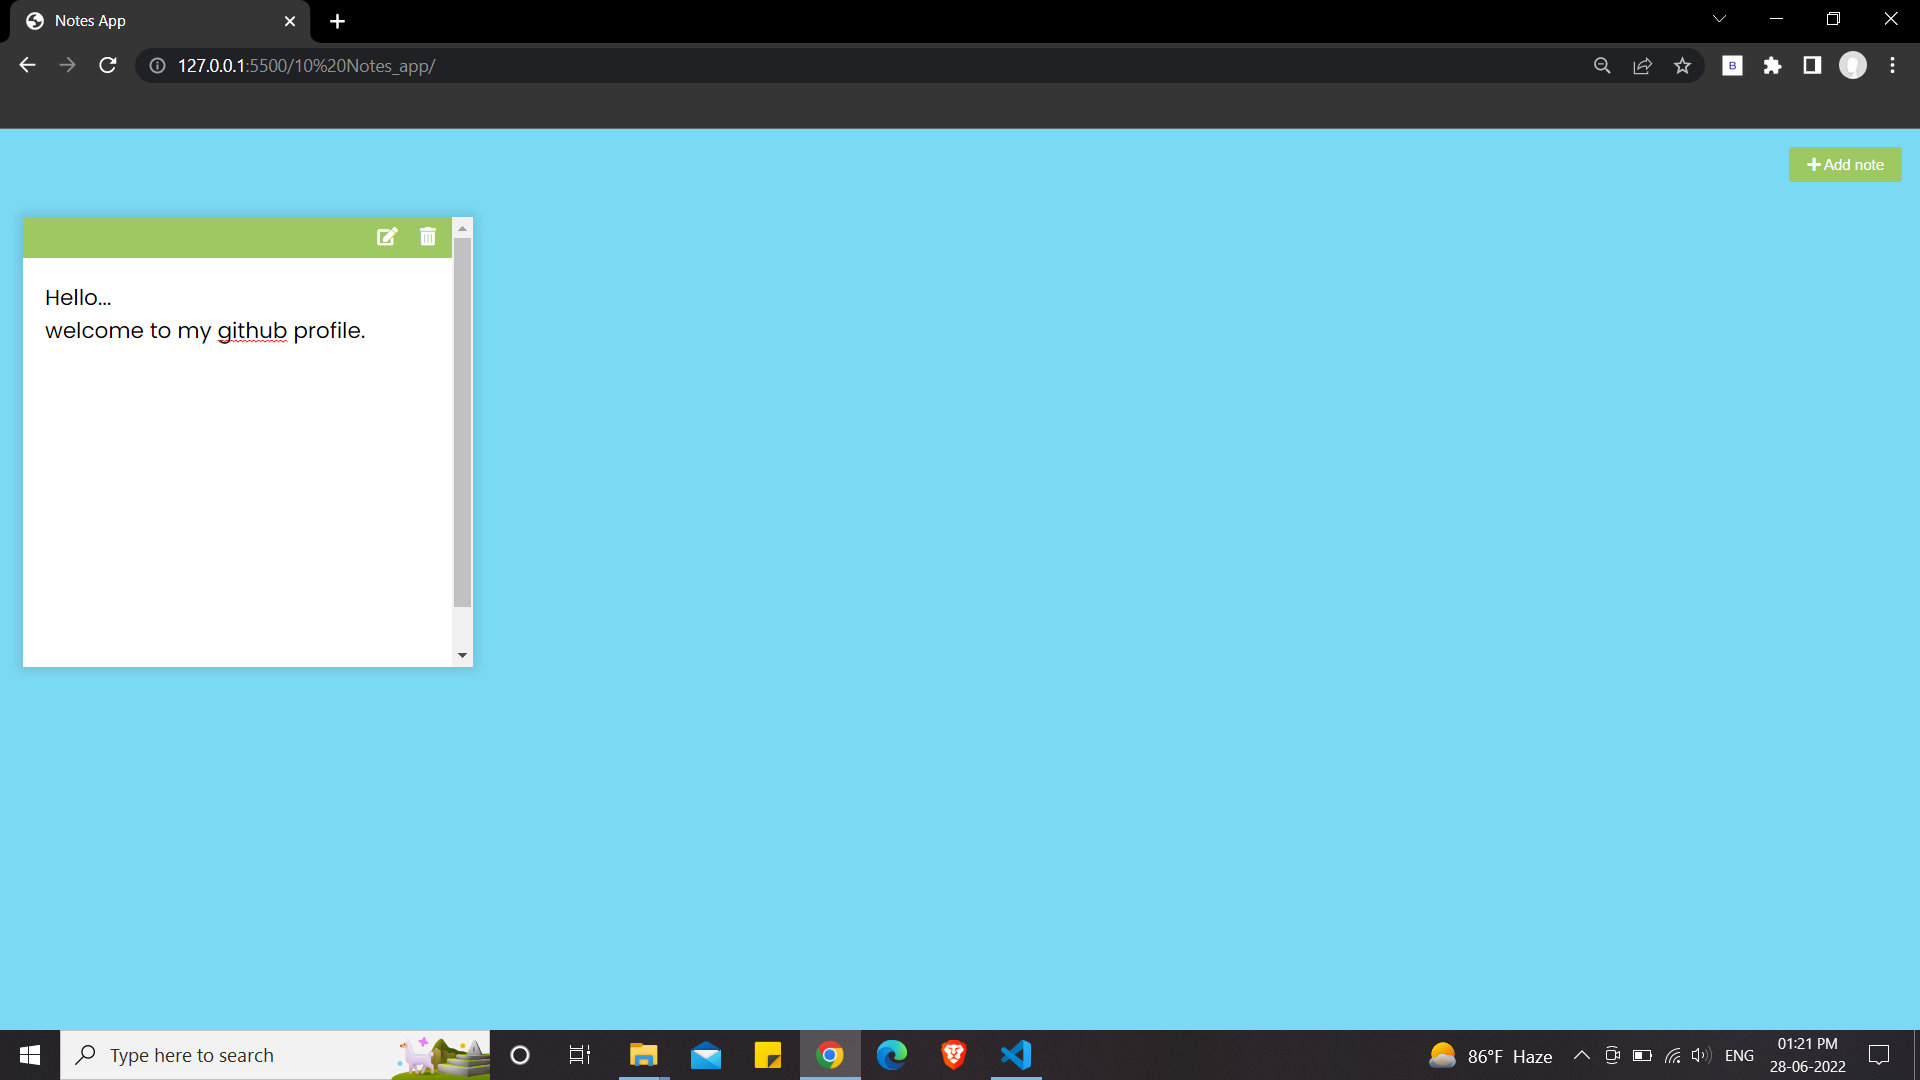 Notes App
127.0.0.1:5500/10%20Notes_app/
B
Add note
Hello...
welcome to my github profile.
Type here to search
86°F Haze
ENG
01:21 PM
28-06-2022